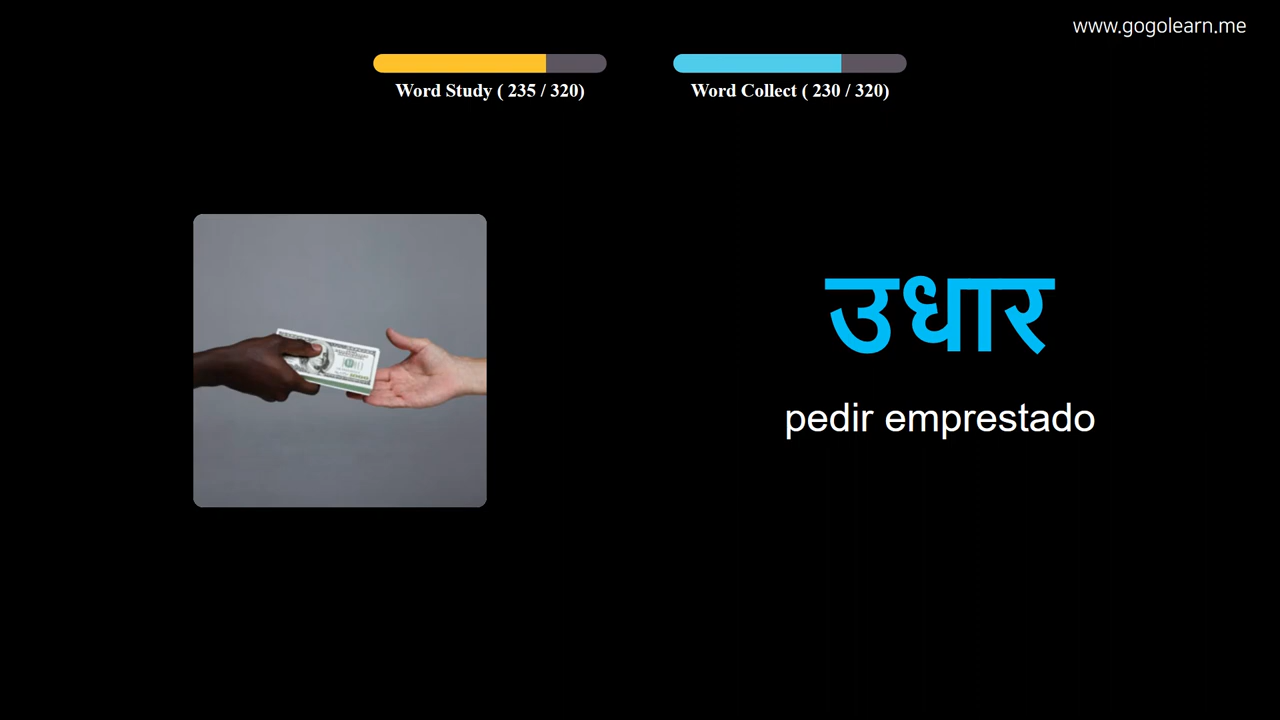 www.gogolearn.me
Word Study ( 235 / 320)
Word Collect ( 230 / 320)
उधार
pedir emprestado